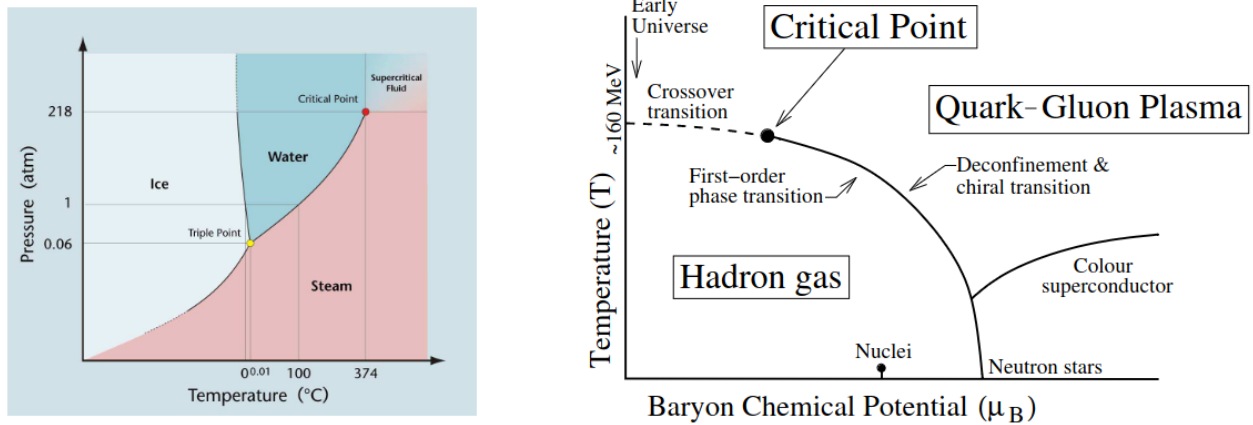 218
1
0.06
Pressure (atm)
Ice
Water
Steam
Supercritical
Fluid
Critical Point
Triple Point
0
0.01
100
374
Temperature (°C)
Early
Universe
Critical Point
~160 MeV
Crossover
transition
Quark-Gluon Plasma
First-order
phase transition
Deconfinement &
chiral transition
Temperature (T)
Hadron gas
Colour
superconductor
Nuclei
Neutron stars
Baryon Chemical Potential (μB)